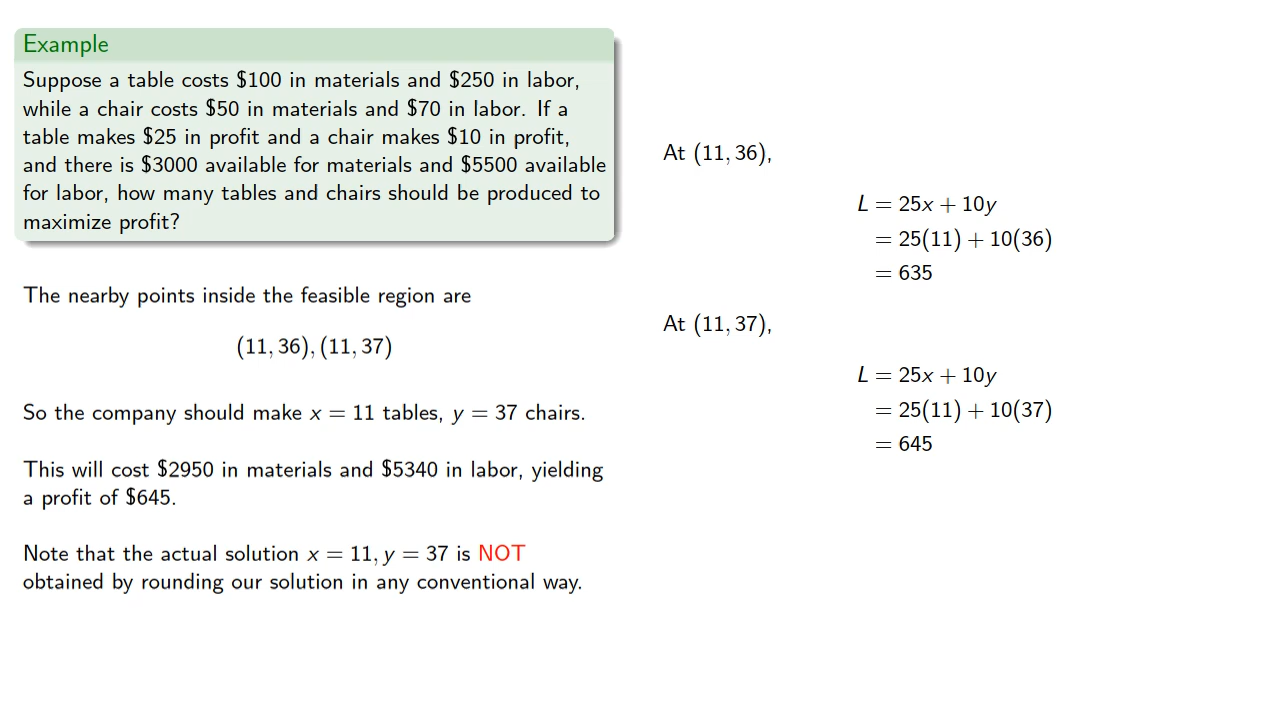 Example
Suppose a table costs $100 in materials and $250 in labor,
while a chair costs $50 in materials and $70 in labor. If a
table makes $25 in profit and a chair makes $10 in profit,
and there is $3000 available for materials and $5500 available
for labor, how many tables and chairs should be produced to
maximize profit?
The nearby points inside the feasible region are
(11, 36), (11, 37)
So the company should make x = 11 tables, y = 37 chairs.
This will cost $2950 in materials and $5340 in labor, yielding
a profit of $645.
Note that the actual solution x = 11, y = 37 is NOT
obtained by rounding our solution in any conventional way.
At (11, 36),
L = 25x + 10y
= 25(11) + 10(36)
= 635
At (11, 37),
L = 25x + 10y
= 25(11) + 10(37)
= 645